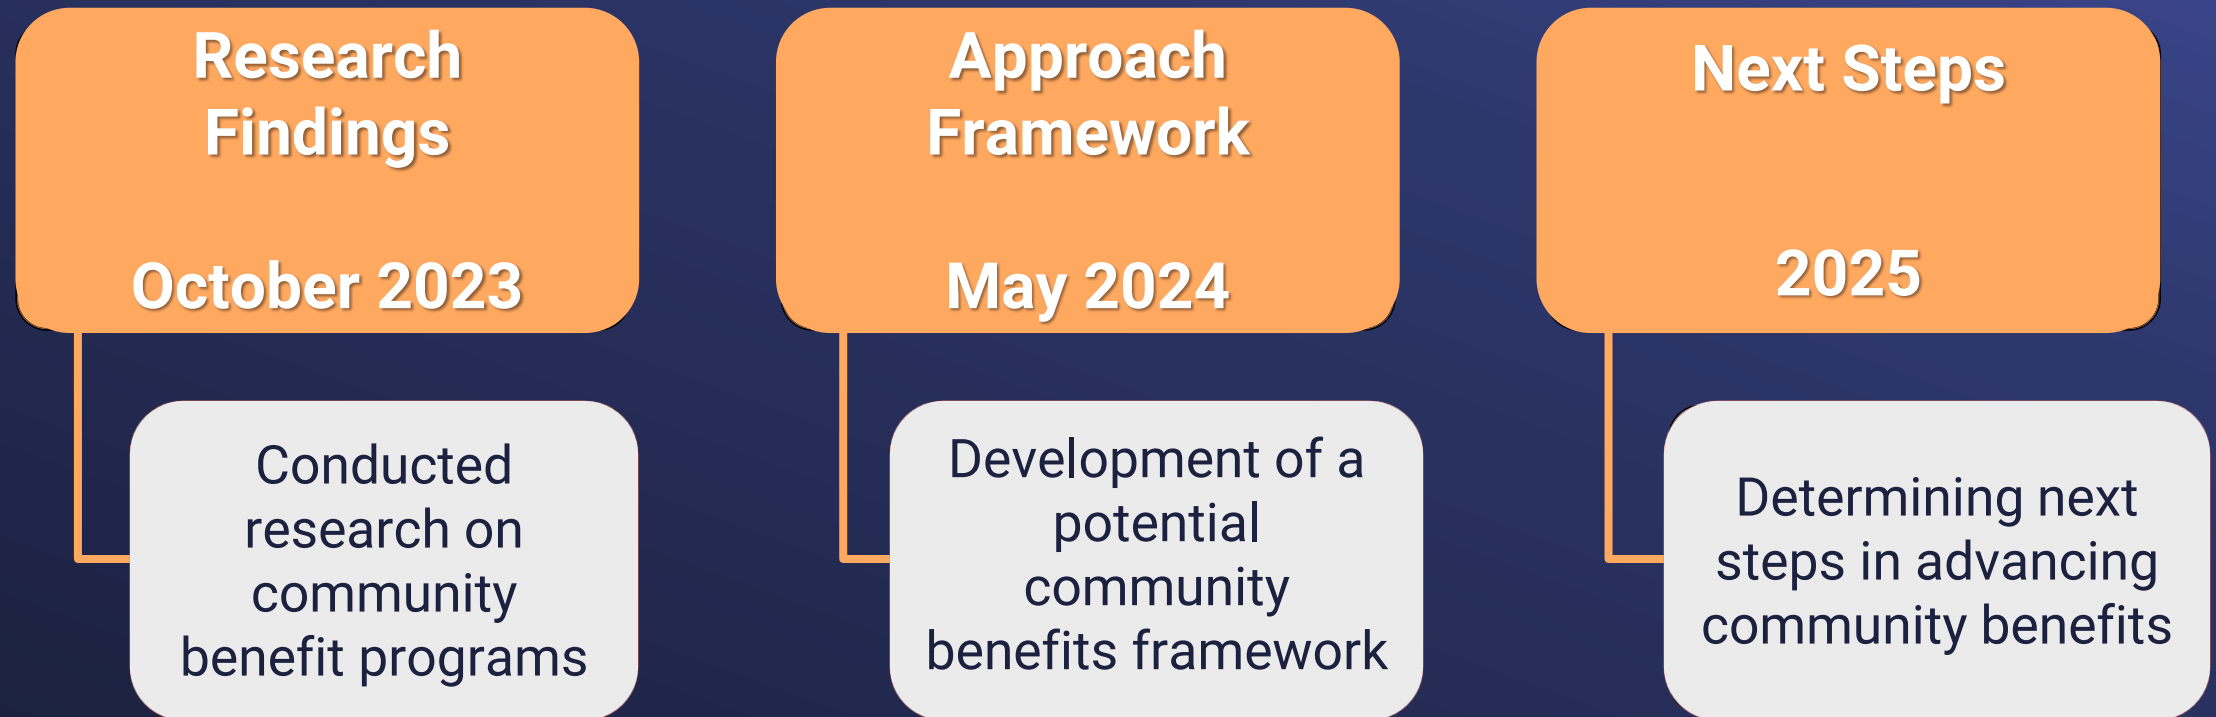 Research
Findings
October 2023
Conducted
research on
community
benefit programs
Approach
Framework
May 2024
Development of a
potential
community
benefits framework
Next Steps
2025
Determining next
steps in advancing
community benefits